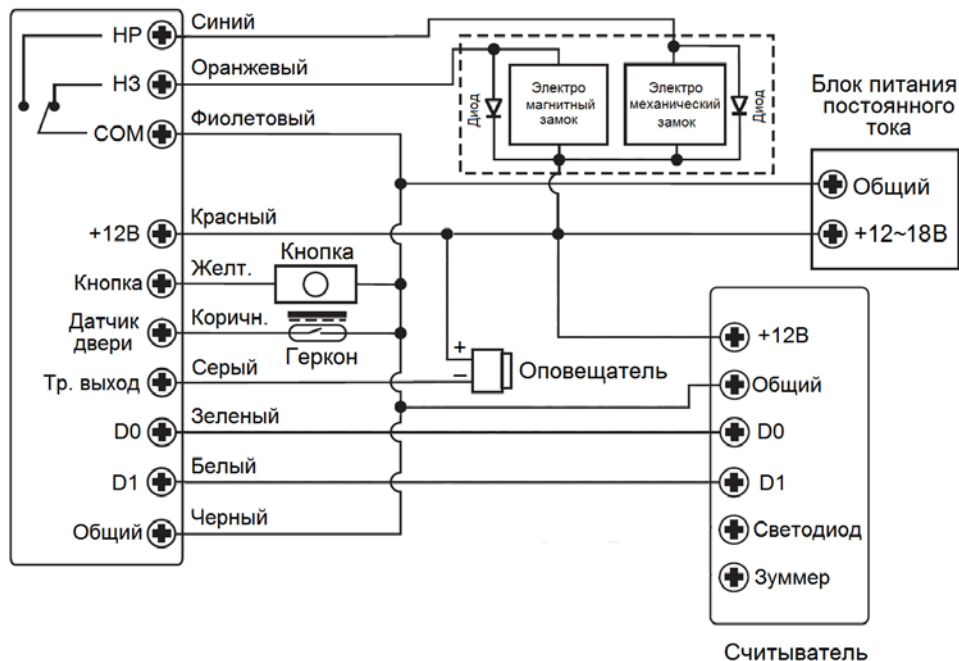 НР
Синий
НЗ
Оранжевый
COM
Фиолетовый
Диод
Электро
магнитный
замок
Электро
механический
замок
Диод
Блок питания
постоянного
тока
Общий
+12~18В
+12В
Красный
Кнопка
Желт.
Кнопка
Датчик
двери
Коричн.
Геркон
Тр. выход
Серый
+
−
Оповещатель
D0
Зеленый
D1
Белый
Общий
Черный
+12В
Общий
D0
D1
Светодиод
Зуммер
Считыватель